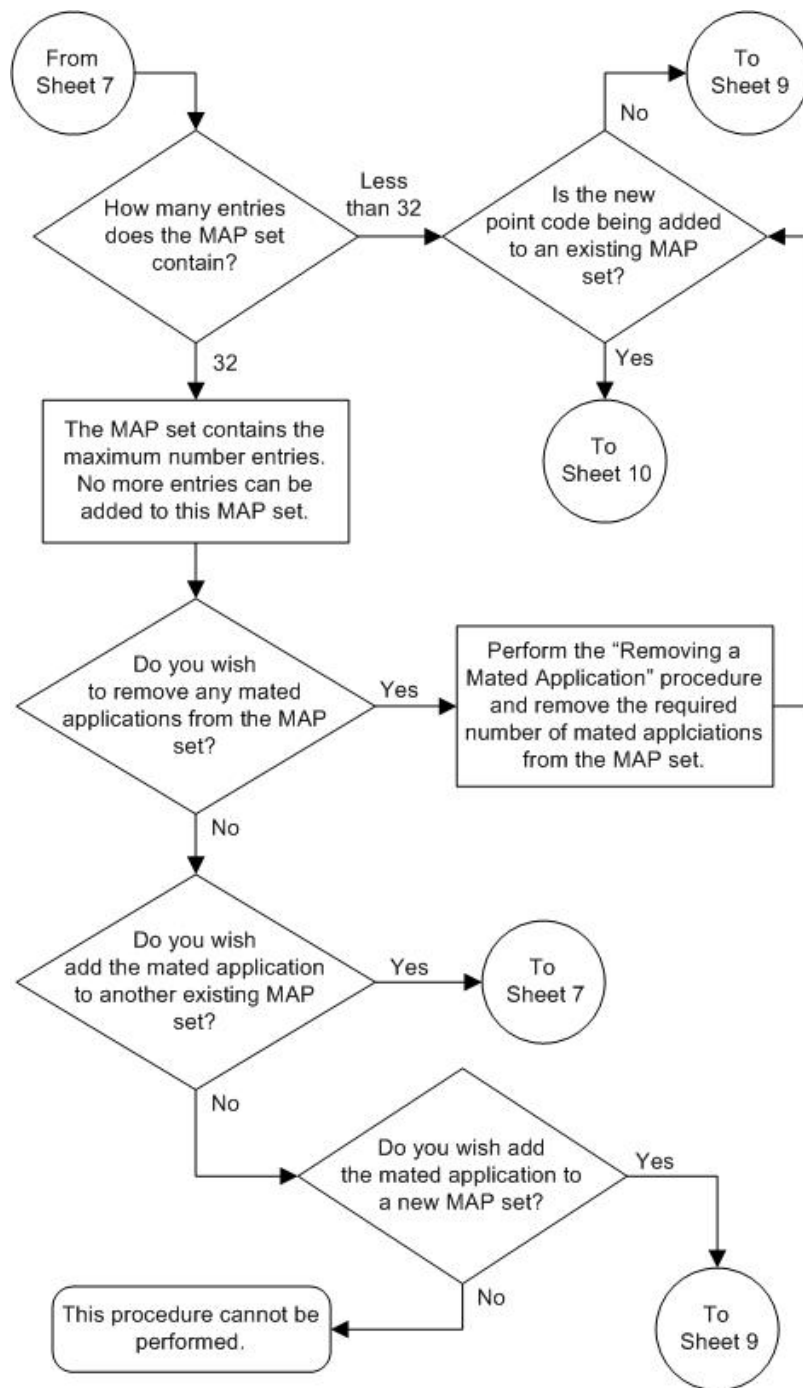 From
Sheet 7
To
Sheet 9
No
How many entries
does the MAP set
contain?
Less
than 32
Is the new
point code being added
to an existing MAP
set?
32
Yes
To
Sheet 10
The MAP set contains the
maximum number entries.
No more entries can be
added to this MAP set.
Do you wish
to remove any mated
applications from the MAP
set?
Yes
Perform the “Removing a
Mated Application” procedure
and remove the required
number of mated applciations
from the MAP set.
No
Do you wish
add the mated application
to another existing MAP
set?
Yes
To
Sheet 7
No
Do you wish add
the mated application to
a new MAP set?
Yes
No
This procedure cannot be
performed.
To
Sheet 9